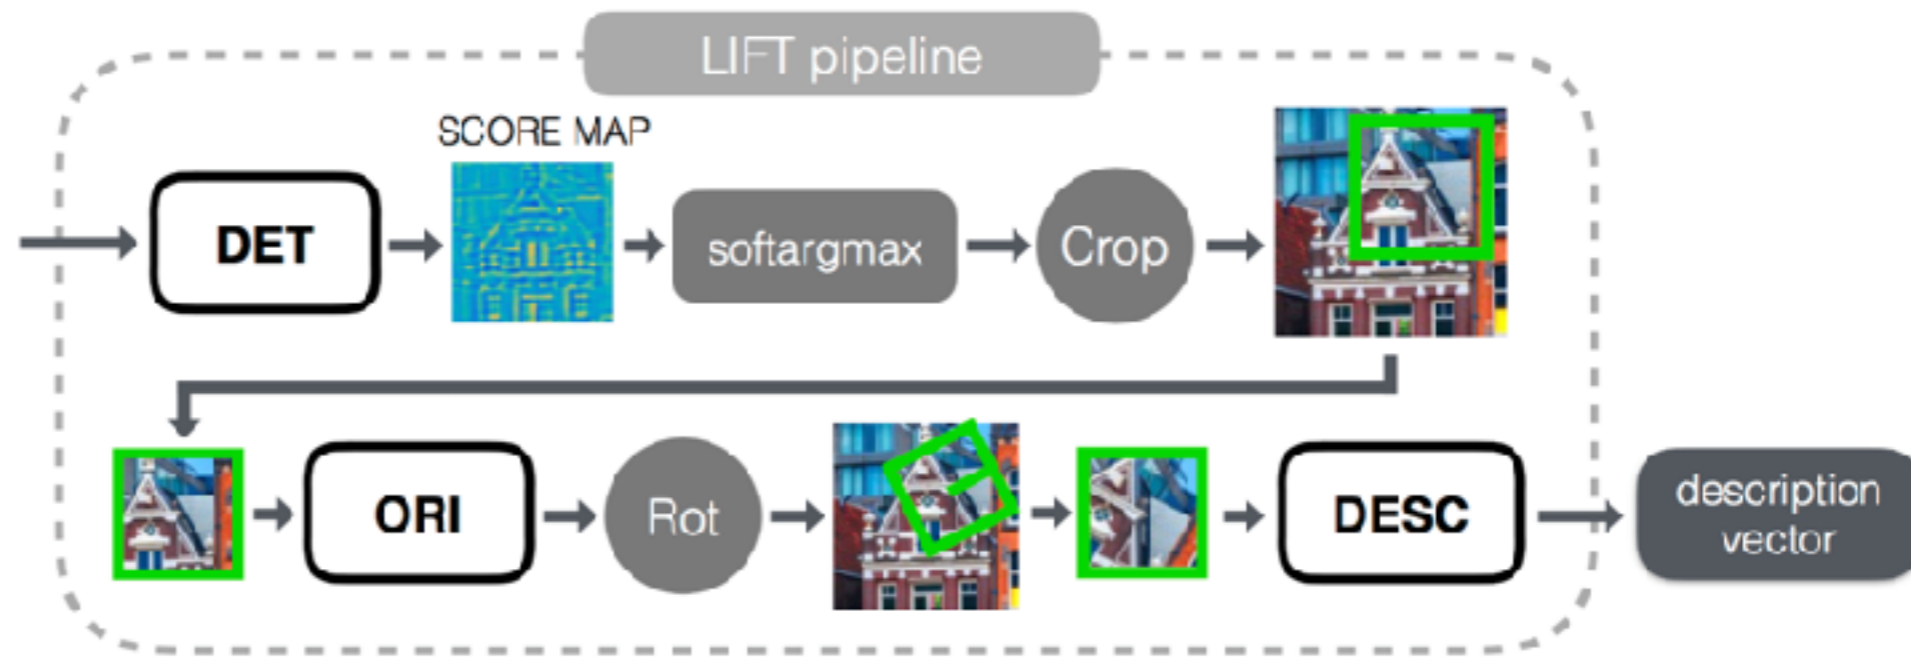 LIFT pipeline
SCORE MAP
DET
softargmax
Crop
ORI
Rot
DESC
description
vector